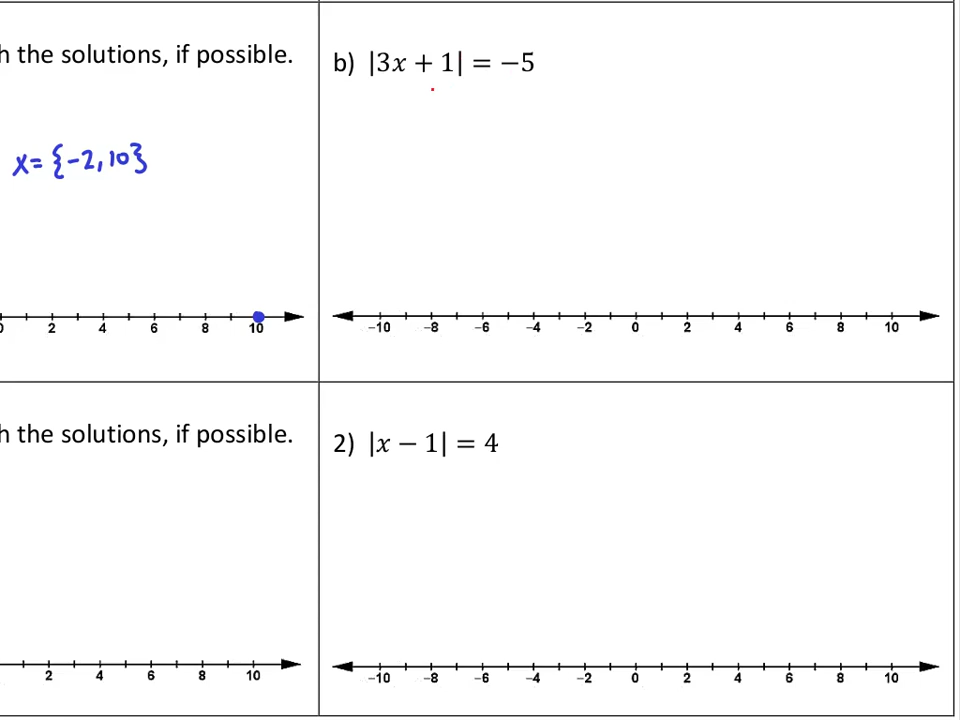 h the solutions, if possible.
x= {-2, 10}
0 2 4 6 8 10
b) |3x + 1| = −5
−10 −8 −6 −4 −2 0 2 4 6 8 10
h the solutions, if possible.
2 4 6 8 10
2) |x − 1| = 4
−10 −8 −6 −4 −2 0 2 4 6 8 10